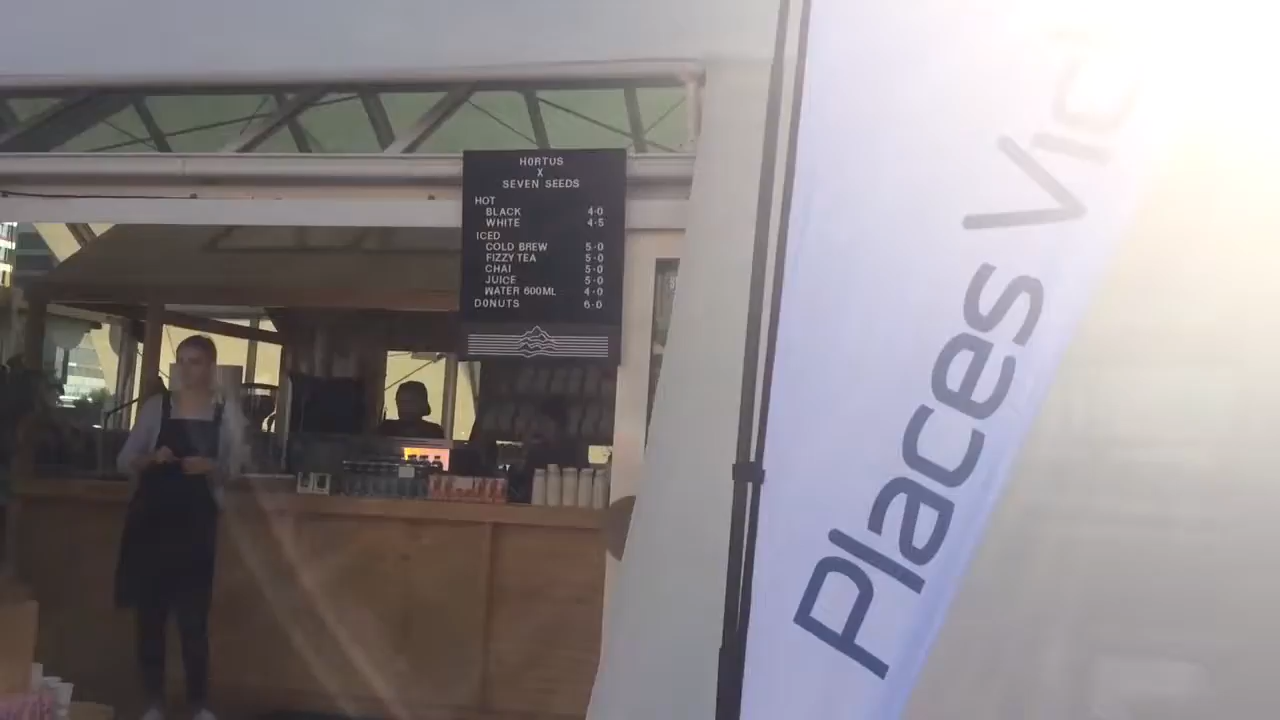 HORTUS
X
SEVEN SEEDS
HOT
BLACK 4·0
WHITE 4·5
ICED
COLD BREW 5·0
FIZZY TEA 5·0
CHAI 5·0
JUICE 5·0
WATER 600ML 4·0
DONUTS 6·0
Places Vic